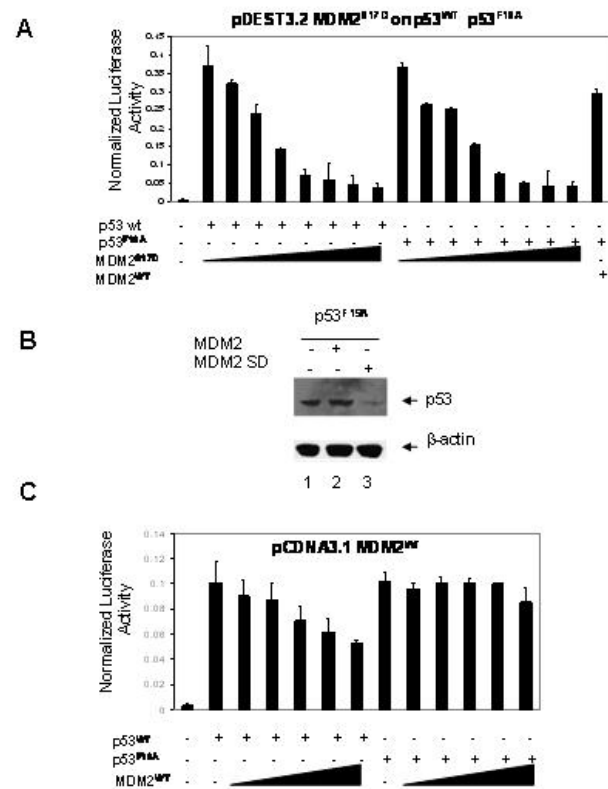 A
pDEST3.2 MDM2S17D on p53WT p53F19A
Normalized Luciferase Activity
0.45
0.4
0.35
0.3
0.25
0.2
0.15
0.1
0.05
0
p53 wt - + + + + + + + + - - - - - - - - -
p53F19A - - - - - - - - - + + + + + + + + +
MDM2S17D - - -
MDM2WT - - +
B
p53F19A
MDM2 - + -
MDM2 SD - - +
p53
β-actin
1 2 3
C
pCDNA3.1 MDM2WT
Normalized Luciferase Activity
0.14
0.12
0.1
0.08
0.06
0.04
0.02
0
p53WT - + + + + + + - - - - - -
p53F19A - - - - - - - + + + + + +
MDM2WT - - -